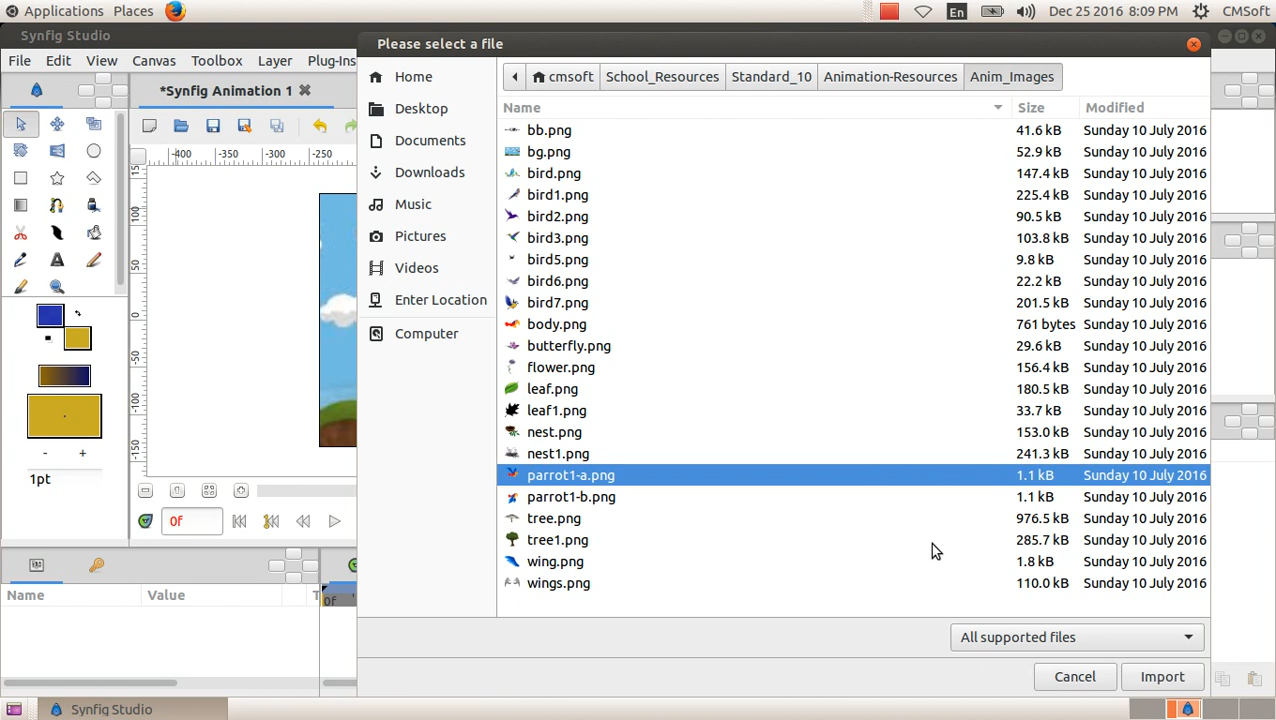 Applications Places En Dec 25 2016 8:09 PM CMSoft
Synfig Studio
Please select a file
File Edit View Canvas Toolbox Layer Plug-Ins
*Synfig Animation 1
cmsoft School_Resources Standard_10 Animation-Resources Anim_Images
Home
Desktop
Documents
Downloads
Music
Pictures
Videos
Enter Location
Computer
Name Size Modified
bb.png 41.6 kB Sunday 10 July 2016
bg.png 52.9 kB Sunday 10 July 2016
bird.png 147.4 kB Sunday 10 July 2016
bird1.png 225.4 kB Sunday 10 July 2016
bird2.png 90.5 kB Sunday 10 July 2016
bird3.png 103.8 kB Sunday 10 July 2016
bird5.png 9.8 kB Sunday 10 July 2016
bird6.png 22.2 kB Sunday 10 July 2016
bird7.png 201.5 kB Sunday 10 July 2016
body.png 761 bytes Sunday 10 July 2016
butterfly.png 29.6 kB Sunday 10 July 2016
flower.png 156.4 kB Sunday 10 July 2016
leaf.png 180.5 kB Sunday 10 July 2016
leaf1.png 33.7 kB Sunday 10 July 2016
nest.png 153.0 kB Sunday 10 July 2016
nest1.png 241.3 kB Sunday 10 July 2016
parrot1-a.png 1.1 kB Sunday 10 July 2016
parrot1-b.png 1.1 kB Sunday 10 July 2016
tree.png 976.5 kB Sunday 10 July 2016
tree1.png 285.7 kB Sunday 10 July 2016
wing.png 1.8 kB Sunday 10 July 2016
wings.png 110.0 kB Sunday 10 July 2016
All supported files
Cancel Import
-400 -350 -300 -250
15
100
50
0
-50
-100
-150
- +
1pt
0f
Name Value T
0f
Synfig Studio